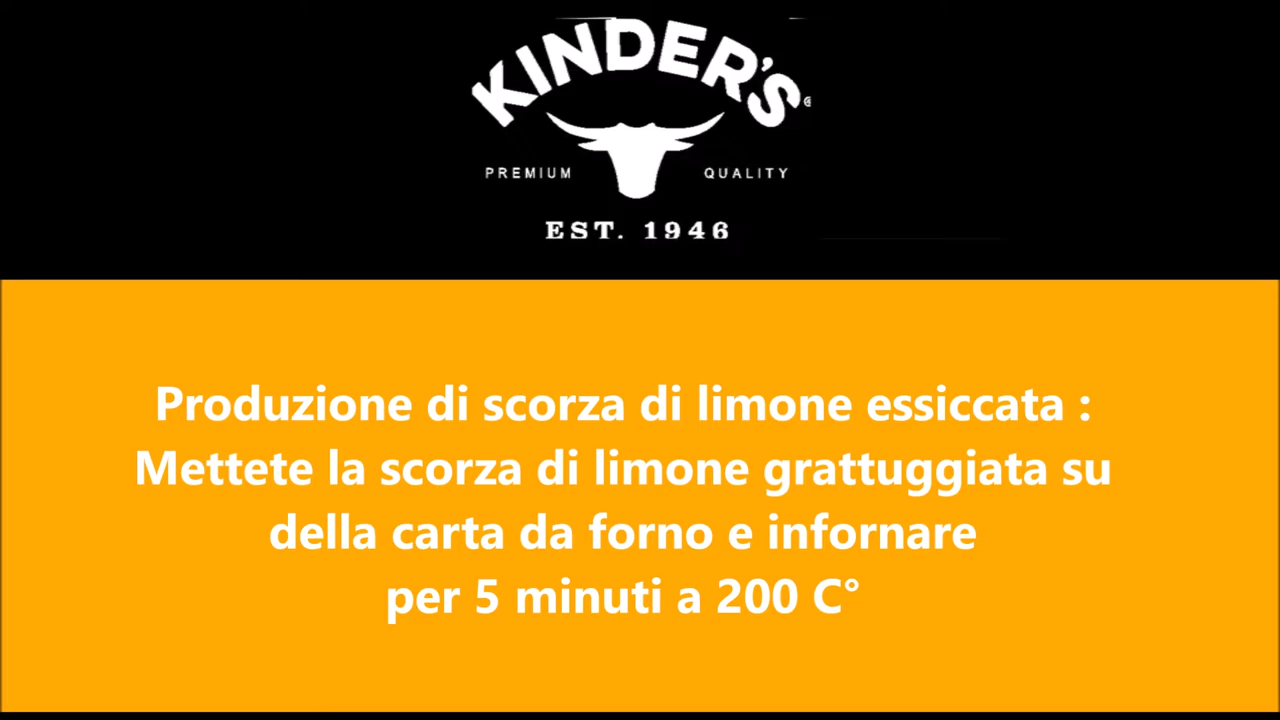 KINDER'S
PREMIUM QUALITY
EST. 1946
Produzione di scorza di limone essiccata :
Mettete la scorza di limone grattuggiata su
della carta da forno e infornare
per 5 minuti a 200 C°